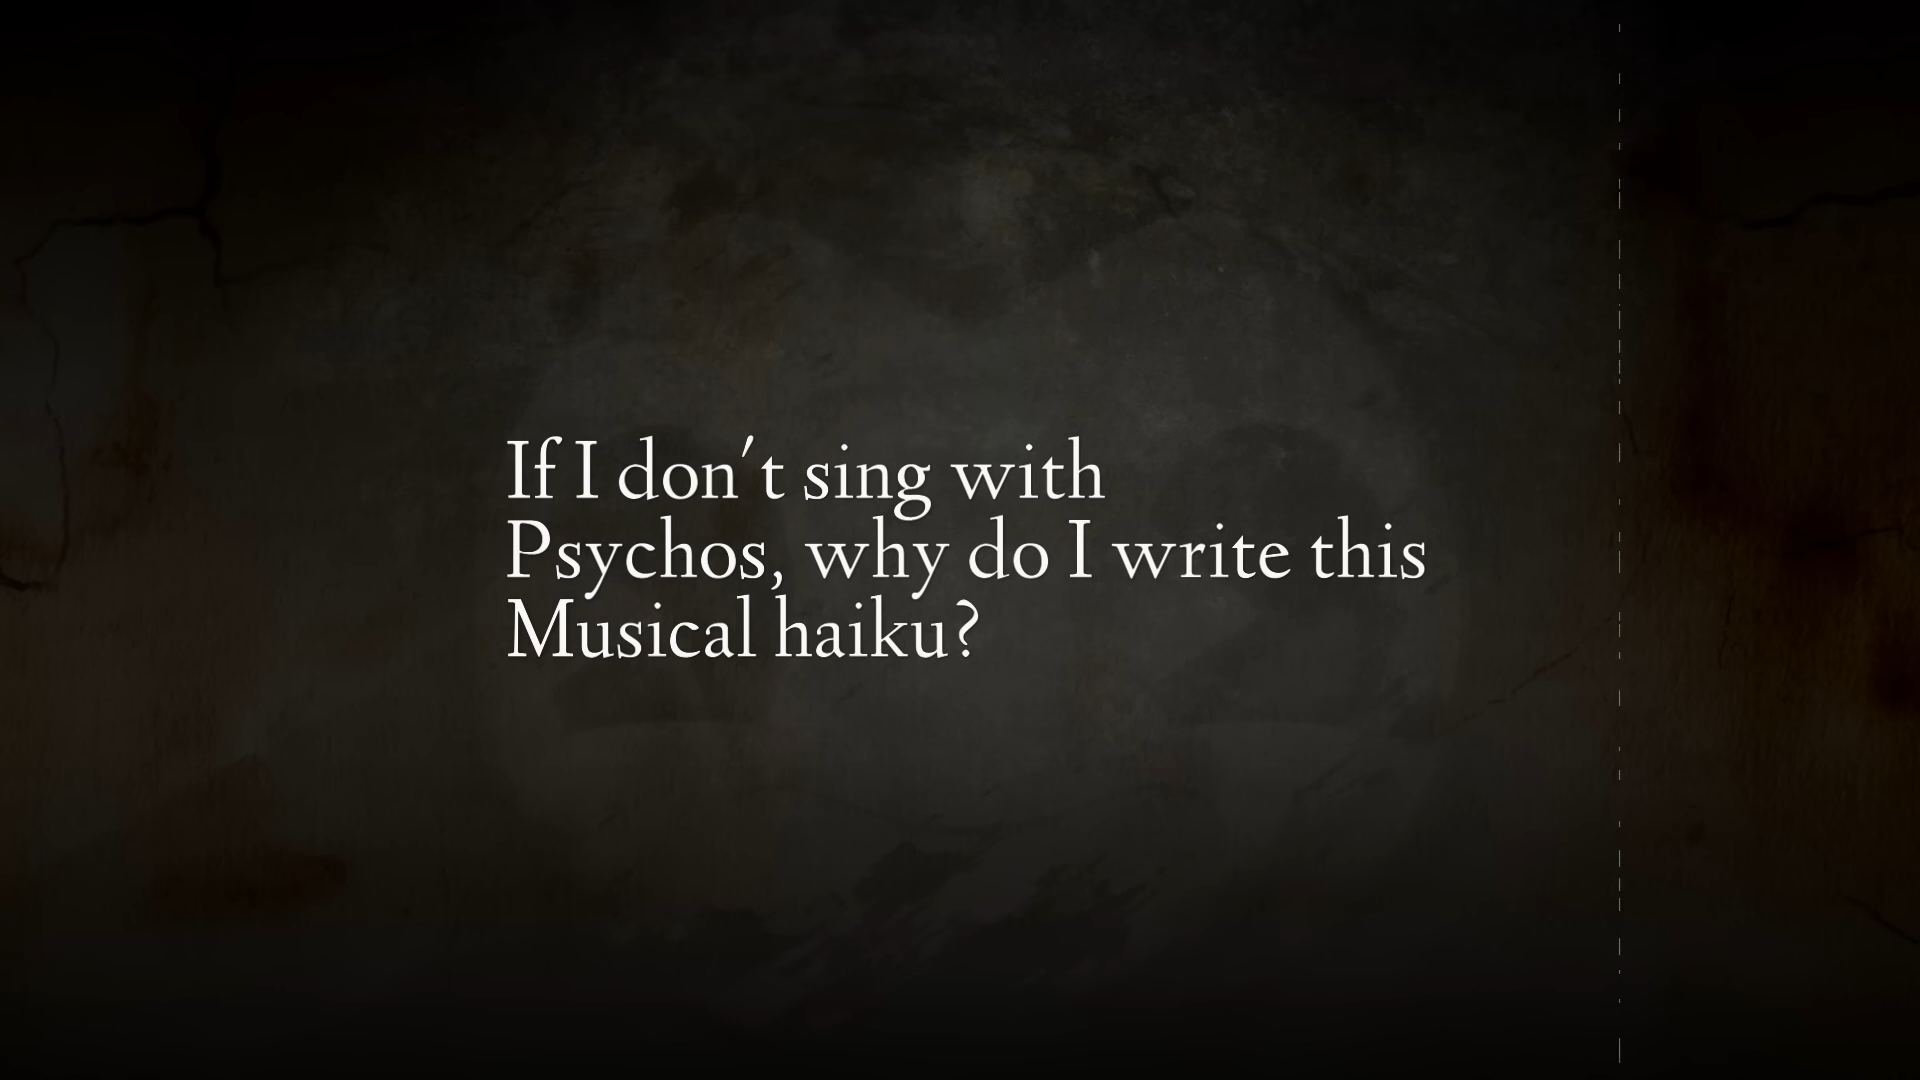 If I don't sing with
Psychos, why do I write this
Musical haiku?